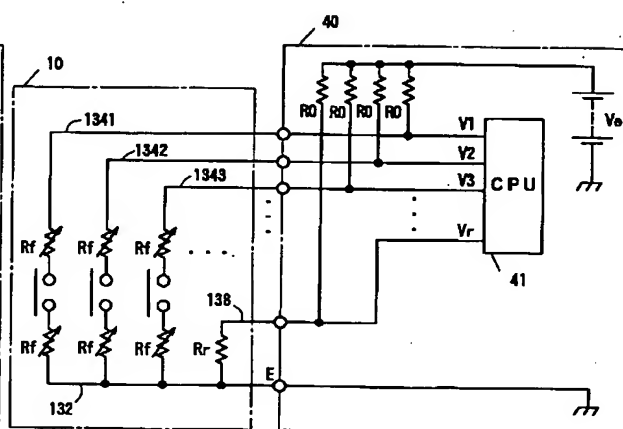 40
10
1341
R0 R0 R0 R0
V1
1342
V2
1343
V3
CPU
Vr
41
Rf Rf Rf
138
Rf Rf Rf
Rr
E
132